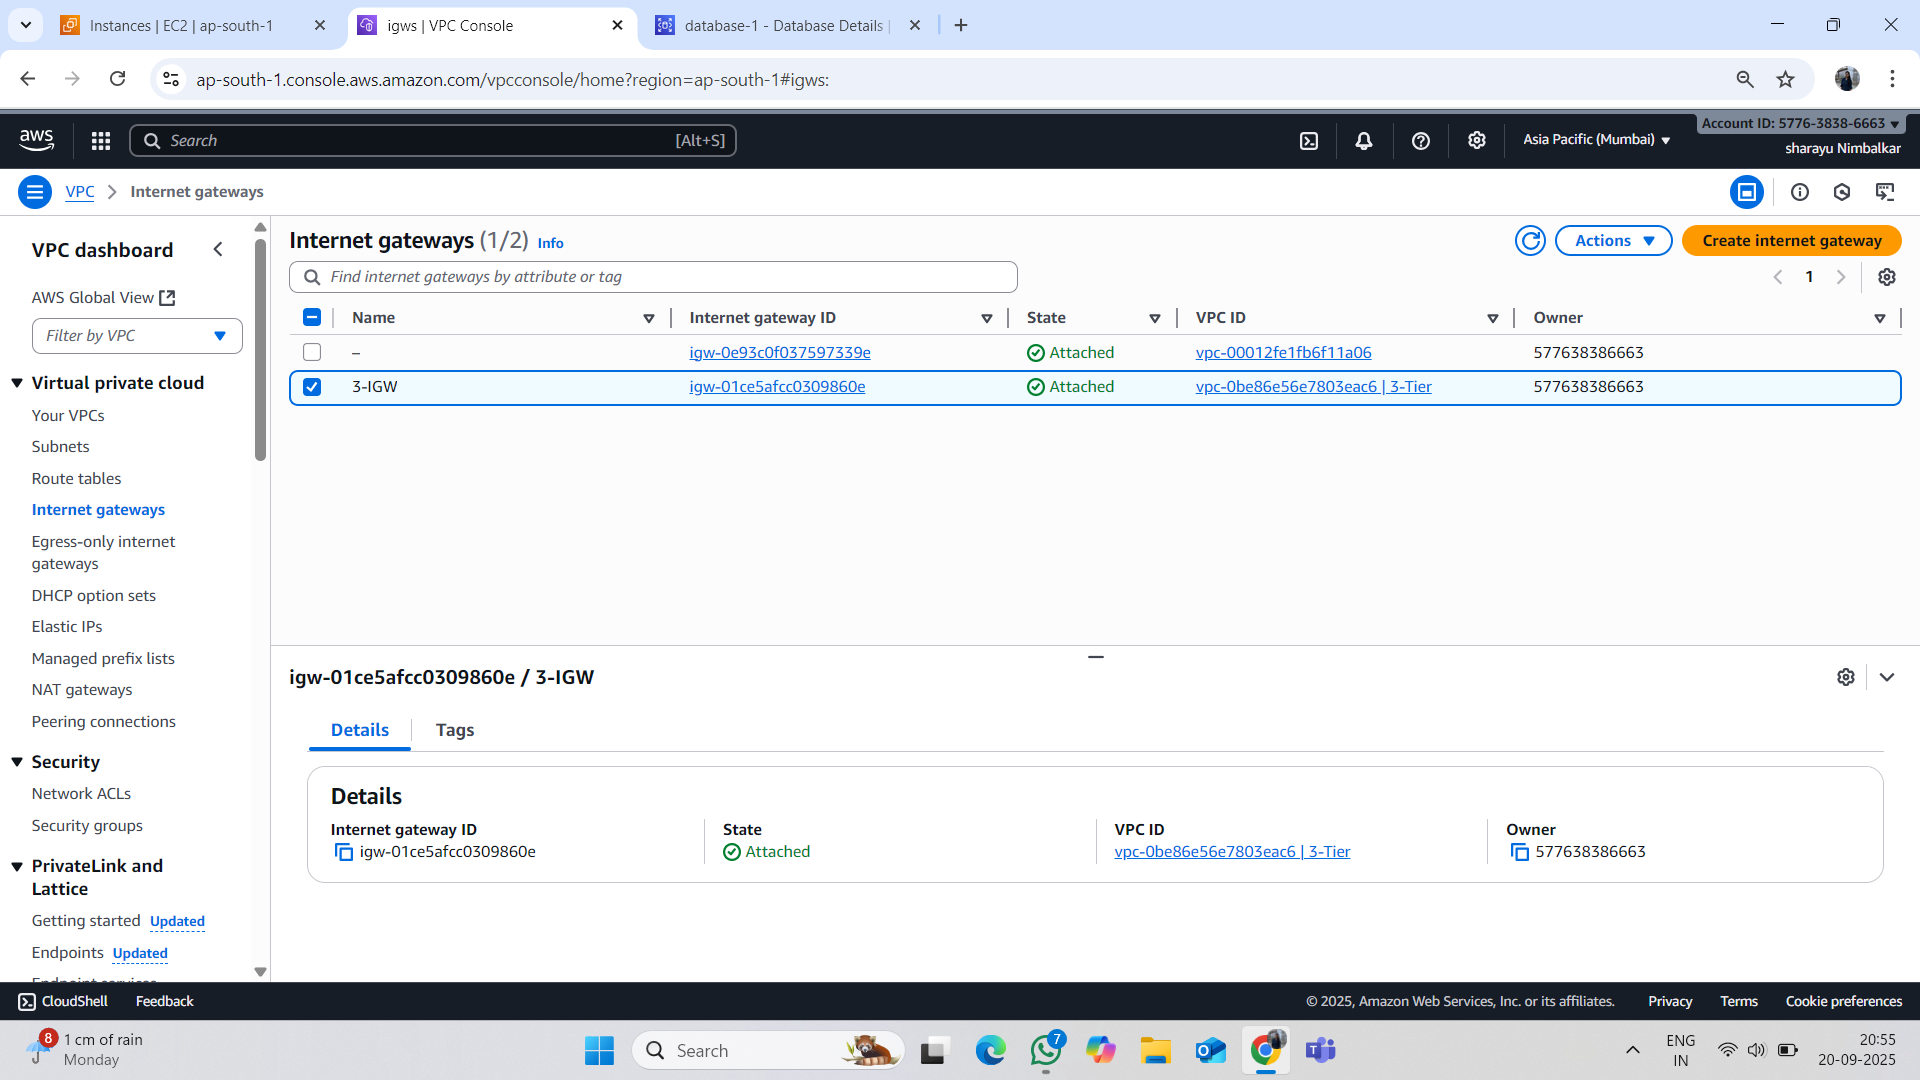 Instances | EC2 | ap-south-1
igws | VPC Console
database-1 - Database Details |
ap-south-1.console.aws.amazon.com/vpcconsole/home?region=ap-south-1#igws:
aws
Search [Alt+S]
Asia Pacific (Mumbai)
Account ID: 5776-3838-6663
sharayu Nimbalkar
VPC > Internet gateways
VPC dashboard
AWS Global View
Filter by VPC
Virtual private cloud
Your VPCs
Subnets
Route tables
Internet gateways
Egress-only internet
gateways
DHCP option sets
Elastic IPs
Managed prefix lists
NAT gateways
Peering connections
Security
Network ACLs
Security groups
PrivateLink and
Lattice
Getting started Updated
Endpoints Updated
Endpoint services
Internet gateways (1/2) Info
Actions
Create internet gateway
Find internet gateways by attribute or tag
1
Name Internet gateway ID State VPC ID Owner
– igw-0e93c0f037597339e Attached vpc-00012fe1fb6f11a06 577638386663
3-IGW igw-01ce5afcc0309860e Attached vpc-0be86e56e7803eac6 | 3-Tier 577638386663
igw-01ce5afcc0309860e / 3-IGW
Details Tags
Details
Internet gateway ID State VPC ID Owner
igw-01ce5afcc0309860e Attached vpc-0be86e56e7803eac6 | 3-Tier 577638386663
CloudShell Feedback © 2025, Amazon Web Services, Inc. or its affiliates. Privacy Terms Cookie preferences
8
1 cm of rain
Monday
Search
7
ENG
IN
20:55
20-09-2025